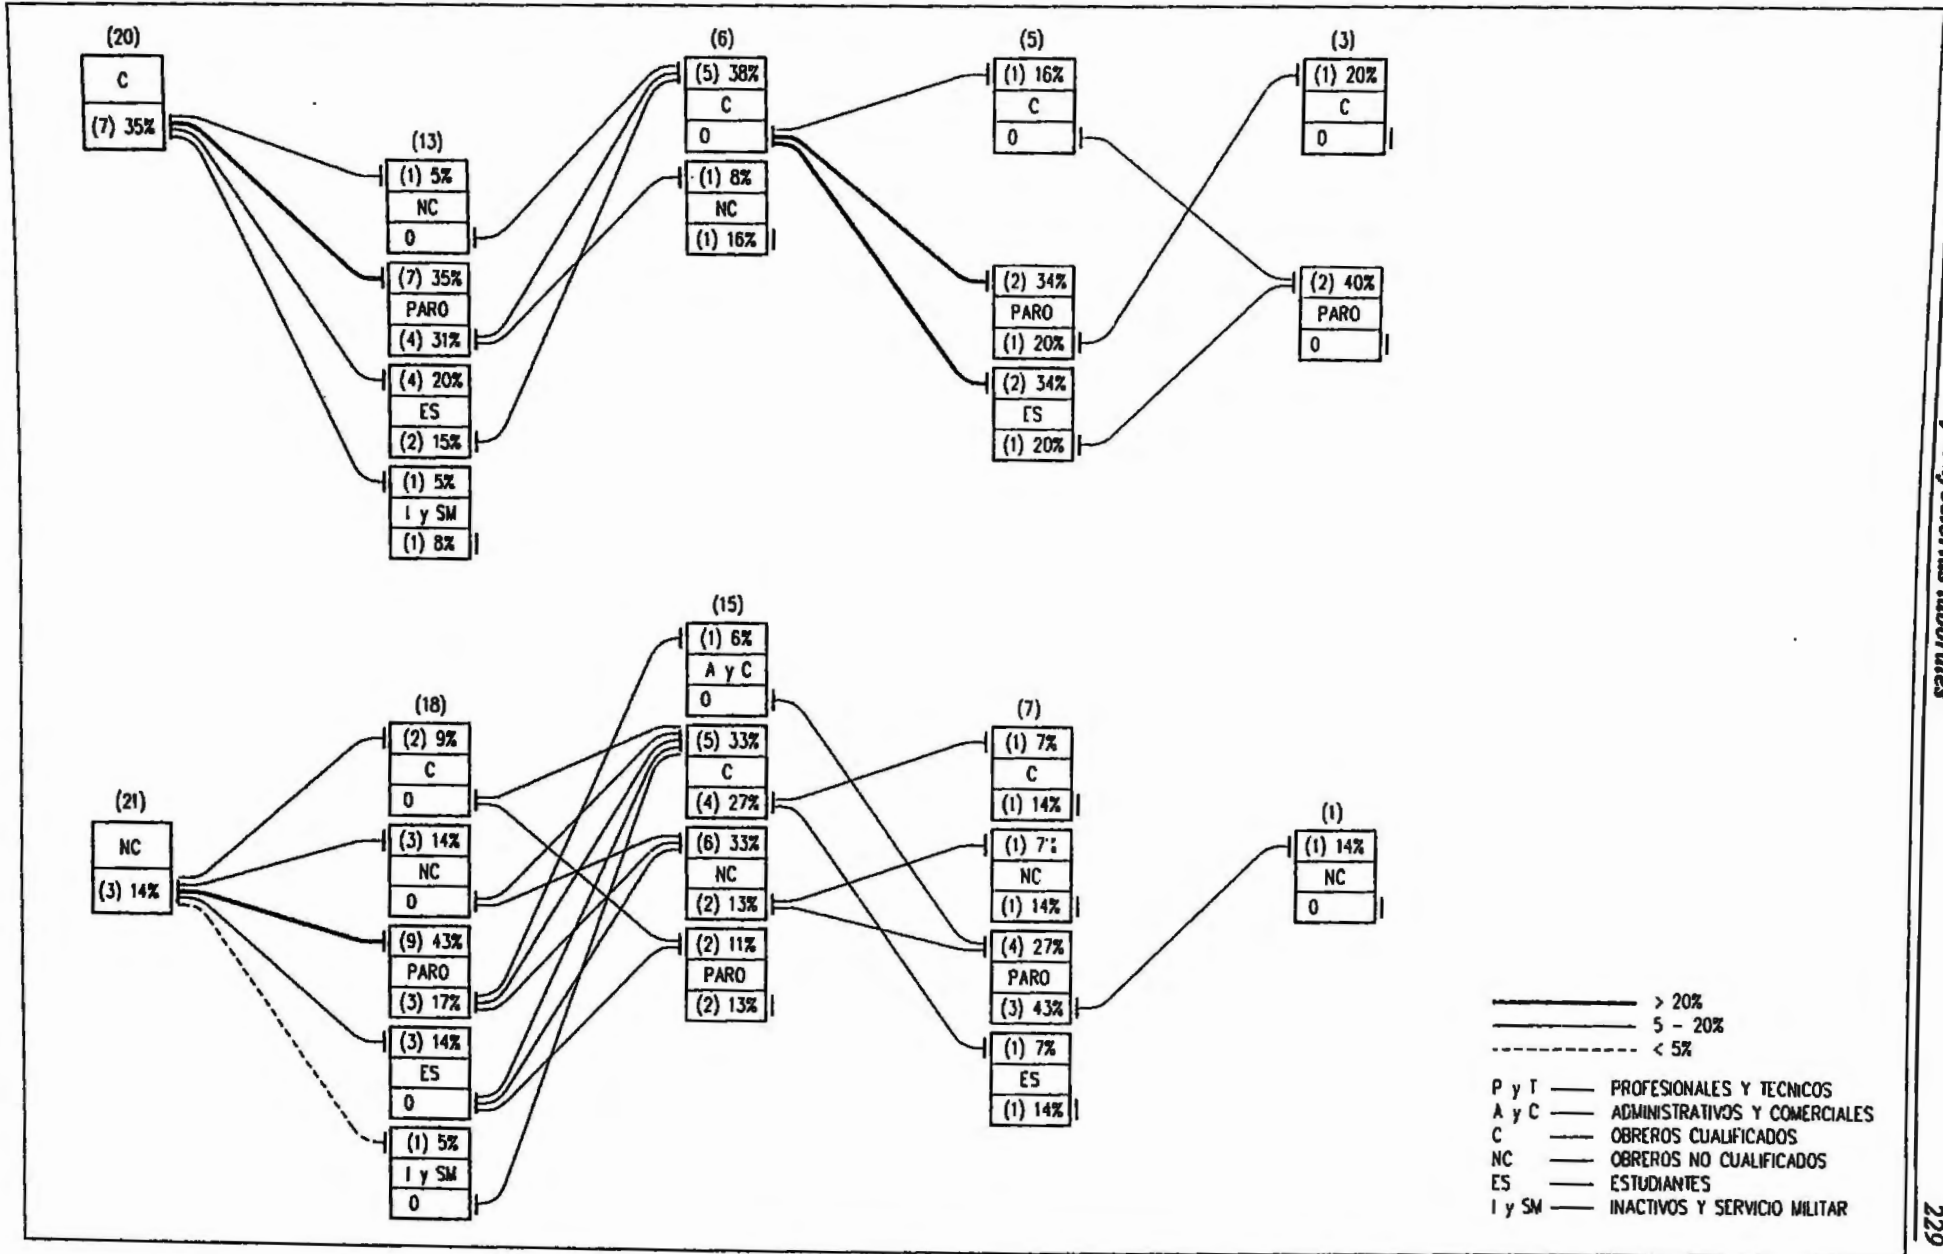 (20)
C
(7) 35%
(13)
(1) 5%
NC
0
(7) 35%
PARO
(4) 31%
(4) 20%
ES
(2) 15%
(1) 5%
I y SM
(1) 8%
(6)
(5) 38%
C
0
(1) 8%
NC
(1) 16%
(5)
(1) 16%
C
0
(2) 34%
PARO
(1) 20%
(2) 34%
ES
(1) 20%
(3)
(1) 20%
C
0
(2) 40%
PARO
0
(21)
NC
(3) 14%
(18)
(2) 9%
C
0
(3) 14%
NC
0
(9) 43%
PARO
(3) 17%
(3) 14%
ES
0
(1) 5%
I y SM
0
(15)
(1) 6%
A y C
0
(5) 33%
C
(4) 27%
(6) 33%
NC
(2) 13%
(2) 11%
PARO
(2) 13%
(7)
(1) 7%
C
(1) 14%
(1) 7%
NC
(1) 14%
(4) 27%
PARO
(3) 43%
(1) 7%
ES
(1) 14%
(1)
(1) 14%
NC
0
> 20%
5 - 20%
< 5%
P y T PROFESIONALES Y TECNICOS
A y C ADMINISTRATIVOS Y COMERCIALES
C OBREROS CUALIFICADOS
NC OBREROS NO CUALIFICADOS
ES ESTUDIANTES
I y SM INACTIVOS Y SERVICIO MILITAR
laborales
229